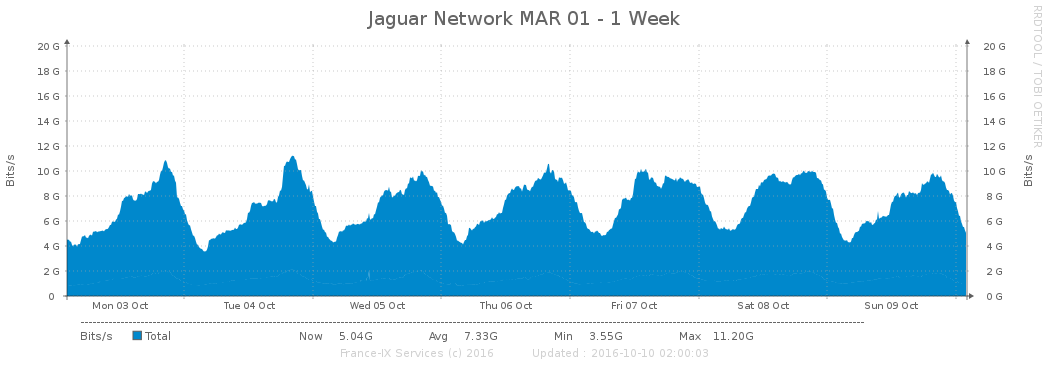 Jaguar Network MAR 01 - 1 Week
RRDTOOL / TOBI OETIKER
Bits/s
20 G 20 G
18 G 18 G
16 G 16 G
14 G 14 G
12 G 12 G
10 G 10 G
8 G 8 G
6 G 6 G
4 G 4 G
2 G 2 G
0 0 G
Bits/s
Mon 03 Oct Tue 04 Oct Wed 05 Oct Thu 06 Oct Fri 07 Oct Sat 08 Oct Sun 09 Oct
Bits/s Total Now 5.04G Avg 7.33G Min 3.55G Max 11.20G
France-IX Services (c) 2016 Updated : 2016-10-10 02:00:03